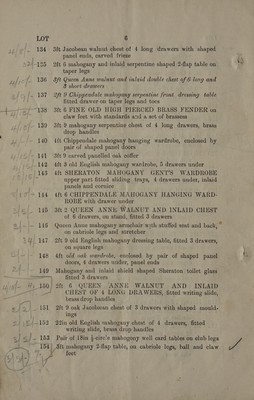 LOT 6
134 3ft Jacobean walnut chest of 4 long drawers with shaped
panel ends, carved frieze
135 2ft 6 mahogany and inlaid serpentine shaped 2-flap table on
taper legs
136 3ft Queen Anne walnut and inlaid double chest of 6 long and
3 short drawers
137 2ft 9 Chippendale mahogany serpentine front dressing table
fitted drawer on taper legs and toes
138 3ft 3 FINE OLD HIGH PIERCED BRASS FENDER on
claw feet with standards and a set of brasses
139 3ft 9 mahogany serpentine chest of 4 long drawers, brass
drop handles
140 4ft Chippendale mahogany hanging wardrobe, enclosed by
pair of shaped panel doors
141 3ft 9 carved panelled oak coffer
142 4ft 5 old English mahogany wardrobe, 5 drawers under
143 4ft SHERATON MAHOGANY GENT'S WARDROBE
upper part fitted sliding trays, 4 drawers under, inlaid
panels and cornice
144 4ft 6 CHIPPENDALE MAHOGANY HANGING WARD-
ROBE with drawer under
145 3ft 2 QUEEN ANNE WALNUT AND INLAID CHEST
of 6 drawers, on stand, fitted 3 drawers
146 Queen Anne mahogany armchair with stuffed seat and back,
on cabriole legs and stretcher
147 2ft 9 old English mahogany dressing table, fitted 3 drawers,
on square legs
148 4ft old oak wardrobe, enclosed by pair of shaped panel
doors, 4 drawers under, panel ends
149 Mahogany and inlaid shield shaped Sheraton toilet glass
fitted 3 drawers
150 2ft 6 QUEEN ANNE WALNUT AND INLAID
CHEST OF 4 LONG DRAWERS, fitted writing slide,
brass drop handles
151 2ft 9 oak Jacobean chest of 3 drawers with shaped mould-
ings
152 22in old English mahogany chest of 4 drawers, fitted
writing slide, brass drop handles
153 Pair of 18in ½-circ'e mahogany wall card tables on club legs
154 3ft mahogany 2-flap table, on cabriole legs, ball and claw
feet